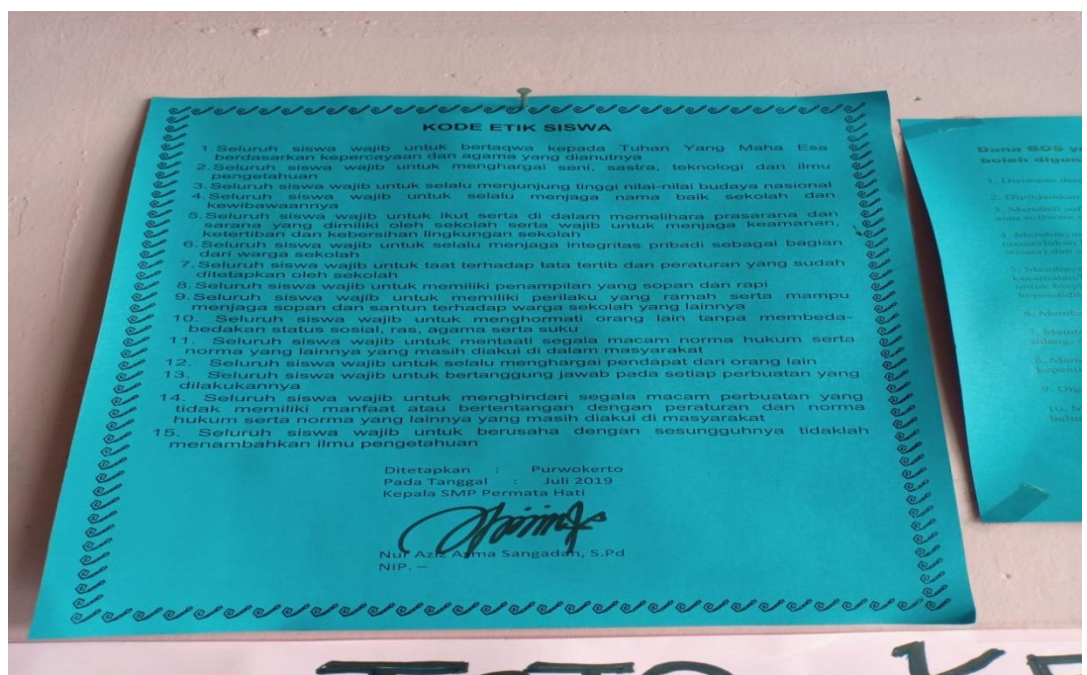 KODE ETIK SISWA
1. Seluruh siswa wajib untuk bertaqwa kepada Tuhan Yang Maha Esa
berdasarkan kepercayaan dan agama yang dianutnya
2. Seluruh siswa wajib untuk menghargai seni, sastra, teknologi dan ilmu
pengetahuan
3. Seluruh siswa wajib untuk selalu menjunjung tinggi nilai-nilai budaya nasional
4. Seluruh siswa wajib untuk selalu menjaga nama baik sekolah dan
kewibawaannya
5. Seluruh siswa wajib untuk ikut serta di dalam memelihara prasarana dan
sarana yang dimiliki oleh sekolah serta wajib untuk menjaga keamanan,
ketertiban dan kebersihan lingkungan sekolah
6. Seluruh siswa wajib untuk selalu menjaga integritas pribadi sebagai bagian
dari warga sekolah
7. Seluruh siswa wajib untuk taat terhadap tata tertib dan peraturan yang sudah
ditetapkan oleh sekolah
8. Seluruh siswa wajib untuk memiliki penampilan yang sopan dan rapi
9. Seluruh siswa wajib untuk memiliki perilaku yang ramah serta mampu
menjaga sopan dan santun terhadap warga sekolah yang lainnya
10. Seluruh siswa wajib untuk menghormati orang lain tanpa membeda-
bedakan status sosial, ras, agama serta suku
11. Seluruh siswa wajib untuk mentaati segala macam norma hukum serta
norma yang lainnya yang masih diakui di dalam masyarakat
12. Seluruh siswa wajib untuk selalu menghargai pendapat dari orang lain
13. Seluruh siswa wajib untuk bertanggung jawab pada setiap perbuatan yang
dilakukannya
14. Seluruh siswa wajib untuk menghindari segala macam perbuatan yang
tidak memiliki manfaat atau bertentangan dengan peraturan dan norma
hukum serta norma yang lainnya yang masih diakui di masyarakat
15. Seluruh siswa wajib untuk berusaha dengan sesungguhnya tidaklah
menambahkan ilmu pengetahuan
Ditetapkan : Purwokerto
Pada Tanggal : Juli 2019
Kepala SMP Permata Hati
Nur Aziz Asma Sangadah, S.Pd
NIP. –
Dana BOS
boleh